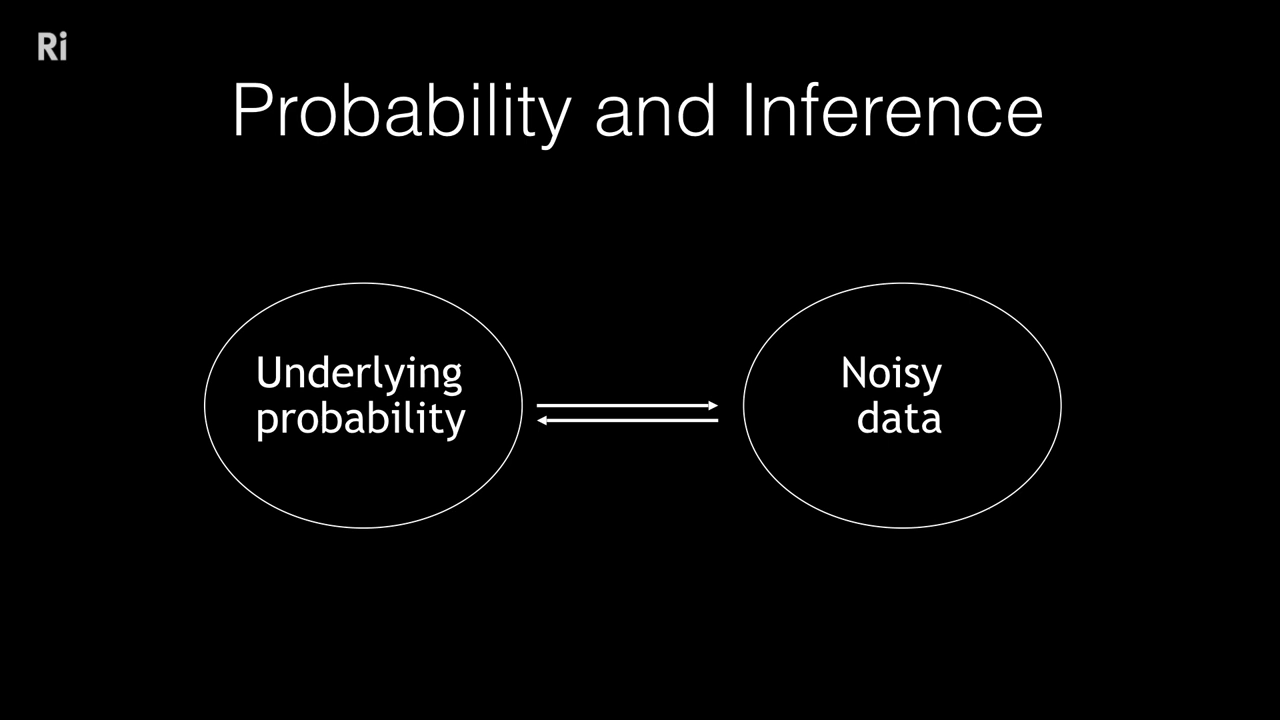 Ri
Probability and Inference
Underlying
probability
Noisy
data